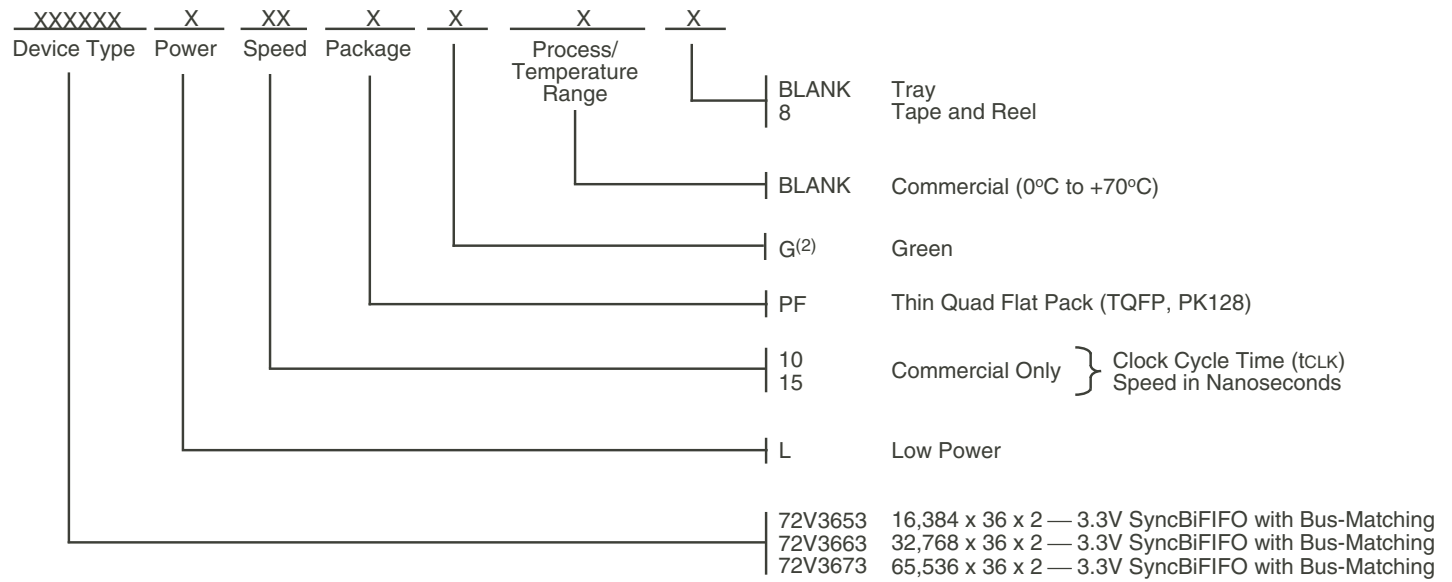 XXXXXX X XX X X X X
Device Type Power Speed Package Process/
Temperature
Range
BLANK Tray
8 Tape and Reel
BLANK Commercial (0oC to +70oC)
G(2) Green
PF Thin Quad Flat Pack (TQFP, PK128)
10
15
Commercial Only } Clock Cycle Time (tCLK)
Speed in Nanoseconds
L Low Power
72V3653 16,384 x 36 x 2 — 3.3V SyncBiFIFO with Bus-Matching
72V3663 32,768 x 36 x 2 — 3.3V SyncBiFIFO with Bus-Matching
72V3673 65,536 x 36 x 2 — 3.3V SyncBiFIFO with Bus-Matching